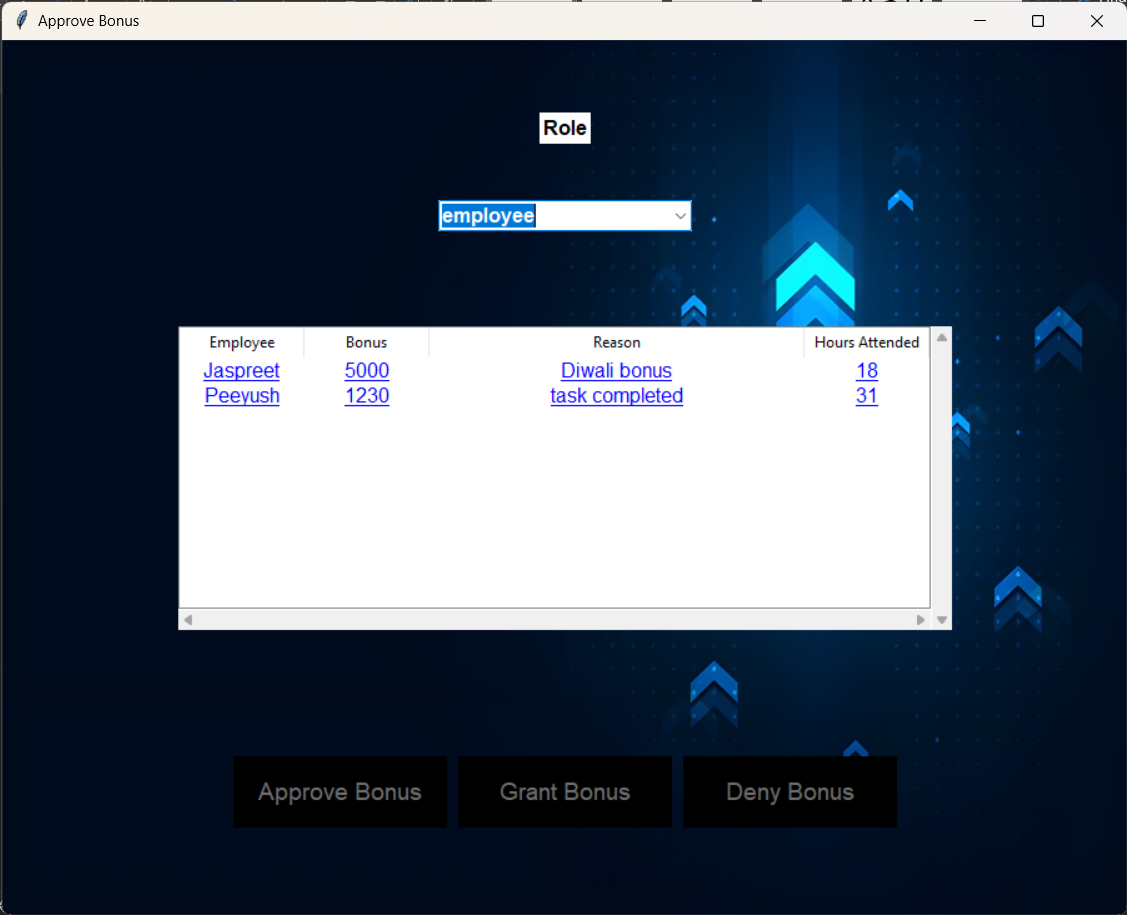 Approve Bonus
Role
employee
Employee Bonus Reason Hours Attended
Jaspreet 5000 Diwali bonus 18
Peeyush 1230 task completed 31
Approve Bonus Grant Bonus Deny Bonus